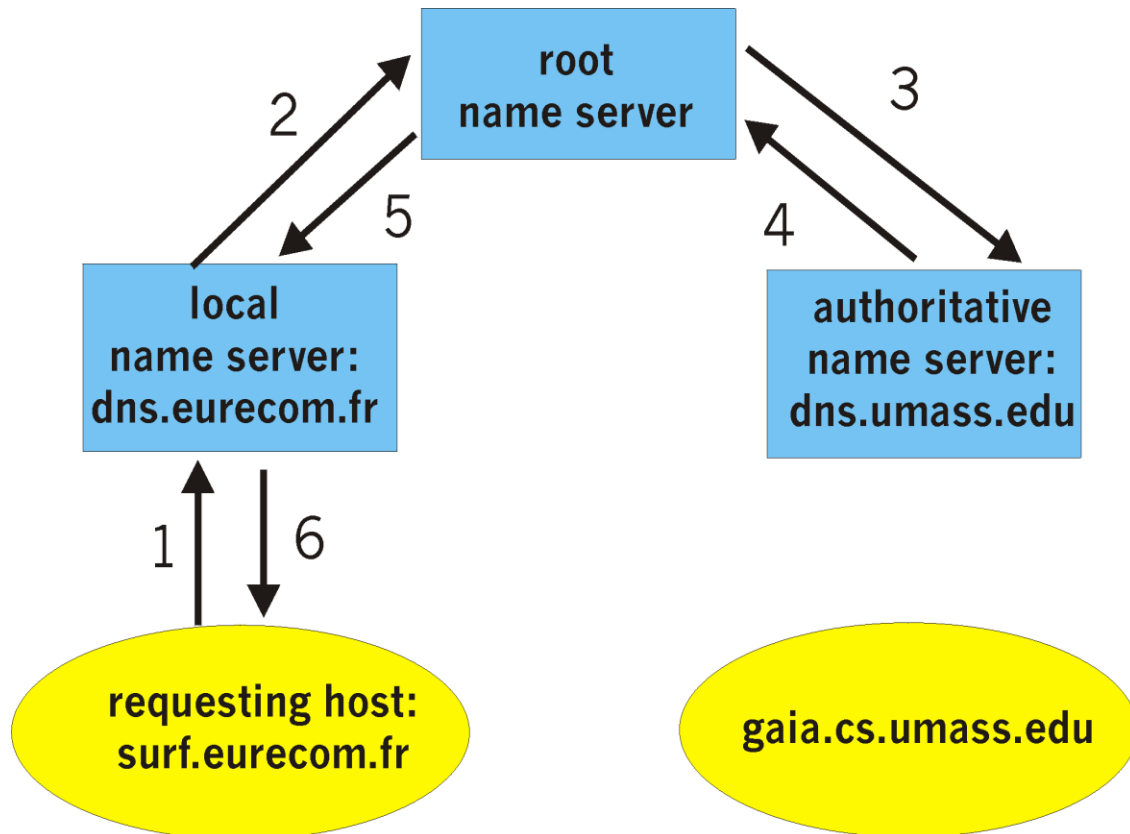 root
name server
2
3
5
4
local
name server:
dns.eurecom.fr
authoritative
name server:
dns.umass.edu
1
6
requesting host:
surf.eurecom.fr
gaia.cs.umass.edu